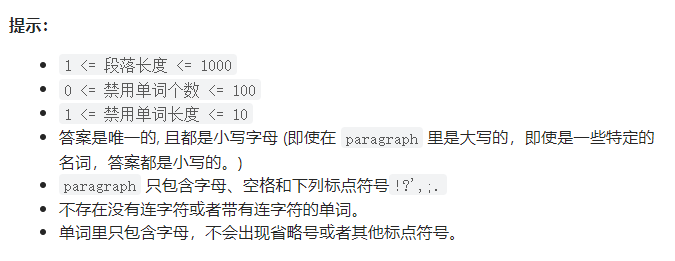 提示：
1 <= 段落长度 <= 1000
0 <= 禁用单词个数 <= 100
1 <= 禁用单词长度 <= 10
答案是唯一的, 且都是小写字母 (即使在 paragraph 里是大写的，即使是一些特定的
名词，答案都是小写的。)
paragraph 只包含字母、空格和下列标点符号!?',;.
不存在没有连字符或者带有连字符的单词。
单词里只包含字母，不会出现省略号或者其他标点符号。